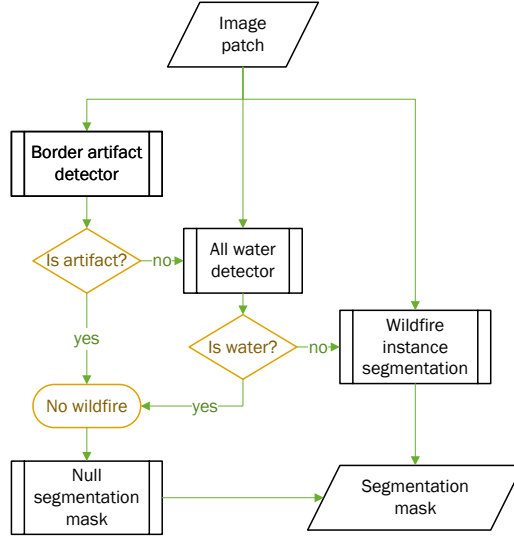 Image
patch
Border artifact
detector
Is artifact?
no
All water
detector
yes
Is water?
no
Wildfire
instance
segmentation
No wildfire
yes
Null
segmentation
mask
Segmentation
mask